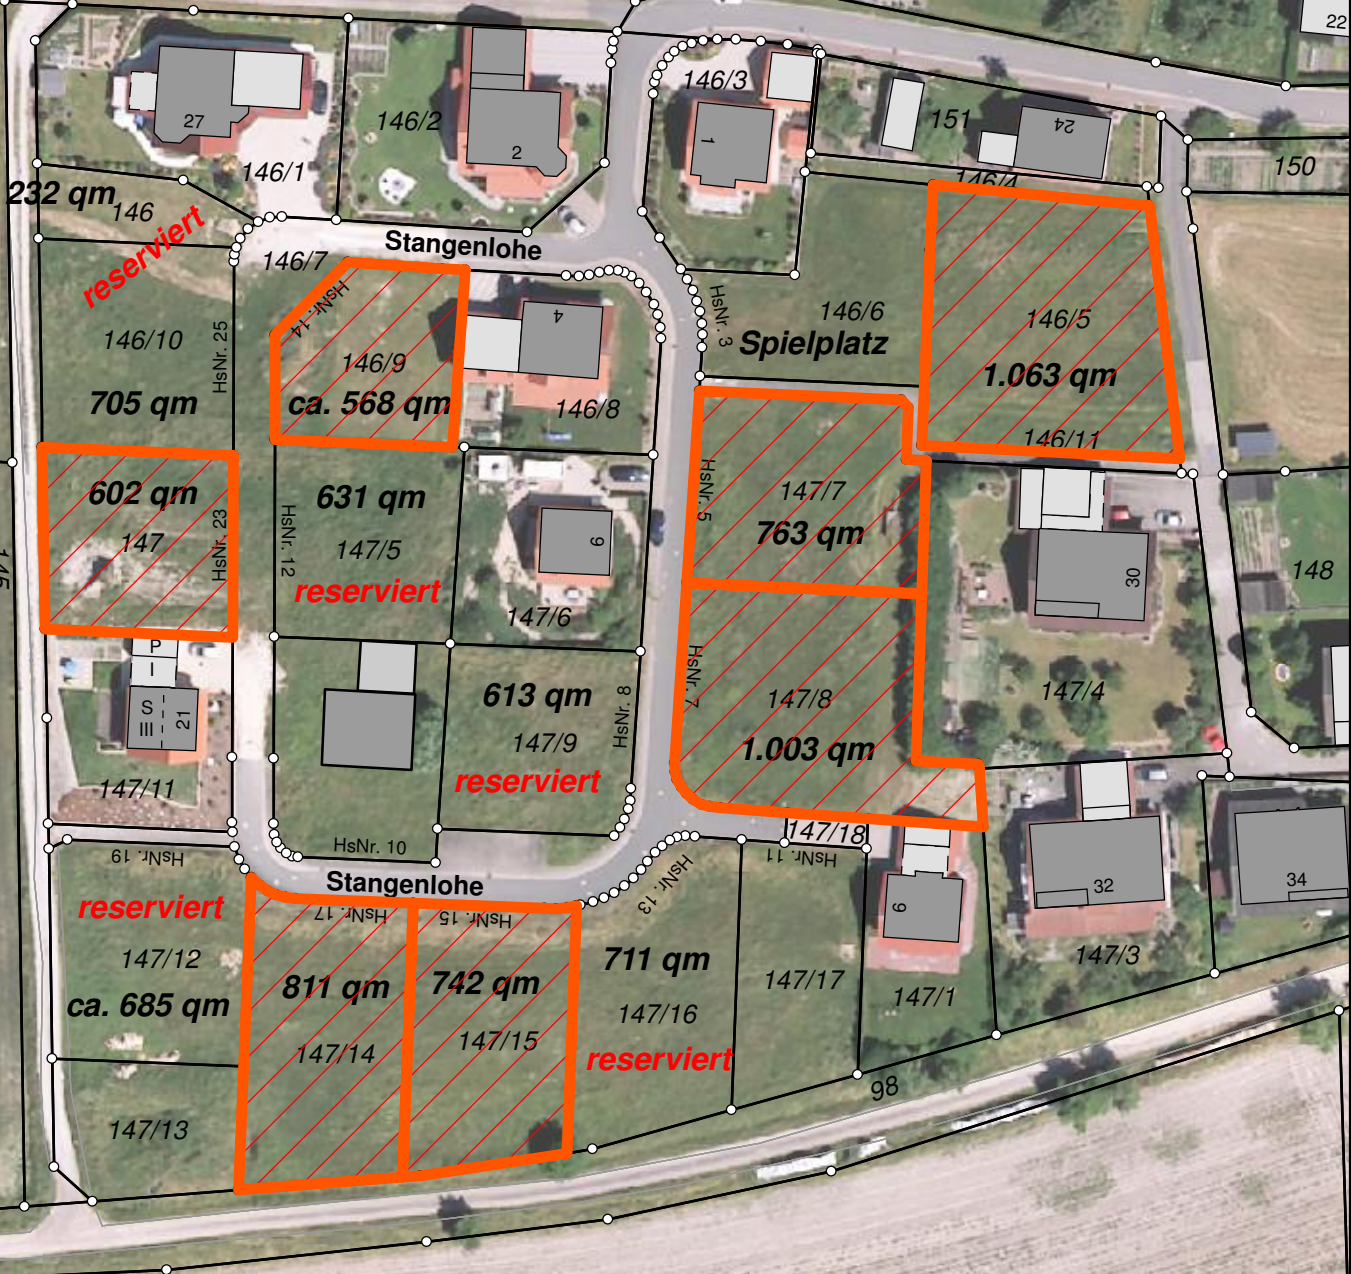 22
27
146/1
146/2
2
146/3
1
151
24
150
232 qm
146
reserviert
146/4
Stangenlohe
146/7
HsNr. 14
146/9
ca. 568 qm
4
146/8
HsNr. 3
146/6
Spielplatz
146/5
1.063 qm
146/11
146/10
HsNr. 25
705 qm
602 qm
147
HsNr. 23
145
HsNr. 12
631 qm
147/5
reserviert
6
147/6
HsNr. 5
147/7
763 qm
30
148
P
I
S
III
21
147/11
613 qm
147/9
HsNr. 8
reserviert
HsNr. 7
147/8
1.003 qm
147/4
147/18
HsNr. 19
HsNr. 10
HsNr. 11
HsNr. 13
Stangenlohe
HsNr. 17
HsNr. 15
reserviert
147/12
ca. 685 qm
811 qm
147/14
742 qm
147/15
711 qm
147/16
reserviert
147/17
9
147/1
32
147/3
34
147/13
98